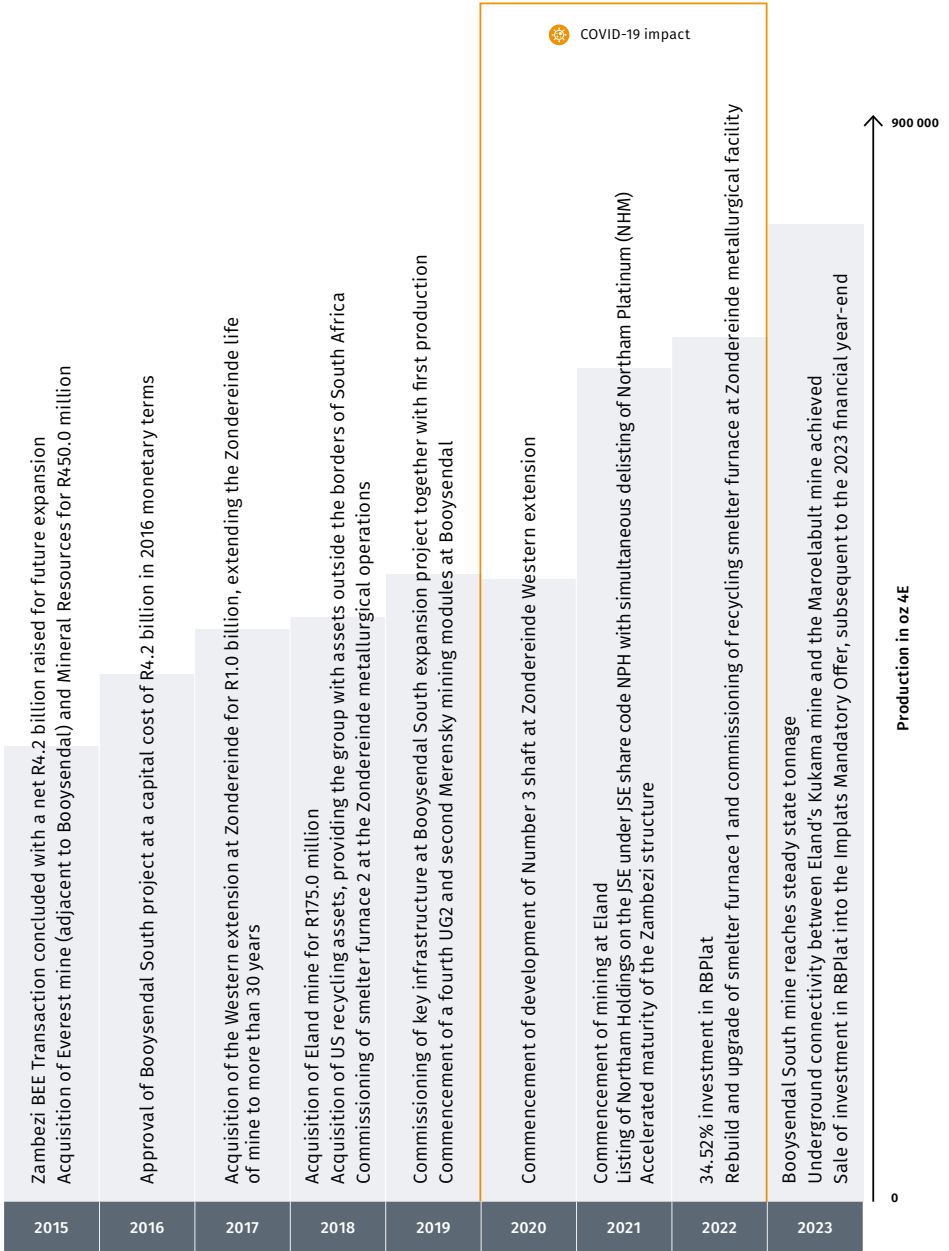 COVID-19 impact
900 000
Production in oz 4E
0
Zambezi BEE Transaction concluded with a net R4.2 billion raised for future expansion
Acquisition of Everest mine (adjacent to Booysendal) and Mineral Resources for R450.0 million
Approval of Booysendal South project at a capital cost of R4.2 billion in 2016 monetary terms
Acquisition of the Western extension at Zondereinde for R1.0 billion, extending the Zondereinde life
of mine to more than 30 years
Acquisition of Eland mine for R175.0 million
Acquisition of US recycling assets, providing the group with assets outside the borders of South Africa
Commissioning of smelter furnace 2 at the Zondereinde metallurgical operations
Commissioning of key infrastructure at Booysendal South expansion project together with first production
Commencement of a fourth UG2 and second Merensky mining modules at Booysendal
Commencement of development of Number 3 shaft at Zondereinde Western extension
Commencement of mining at Eland
Listing of Northam Holdings on the JSE under JSE share code NPH with simultaneous delisting of Northam Platinum (NHM)
Accelerated maturity of the Zambezi structure
34.52% investment in RBPlat
Rebuild and upgrade of smelter furnace 1 and commissioning of recycling smelter furnace at Zondereinde metallurgical facility
Booysendal South mine reaches steady state tonnage
Underground connectivity between Eland's Kukama mine and the Maroelabult mine achieved
Sale of investment in RBPlat into the Implats Mandatory Offer, subsequent to the 2023 financial year-end
2015
2016
2017
2018
2019
2020
2021
2022
2023